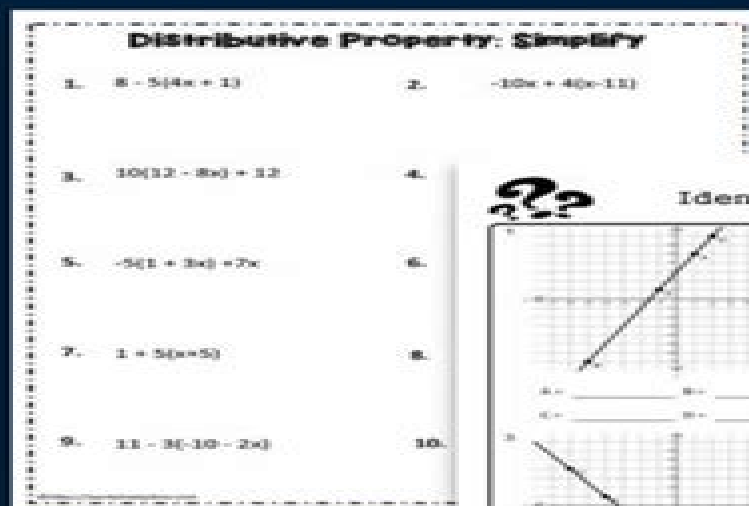 Distributive Property: Simplify
1. 8 - 5(4x + 1)
2. -10x + 4(x-11)
3. 10(12 - 8x) + 12
4.
??? Iden
5. -5(1 + 3x) +7x
6.
7. 1 + 5(x+5)
8.
9. 11 - 3(-10 - 2x)
10.